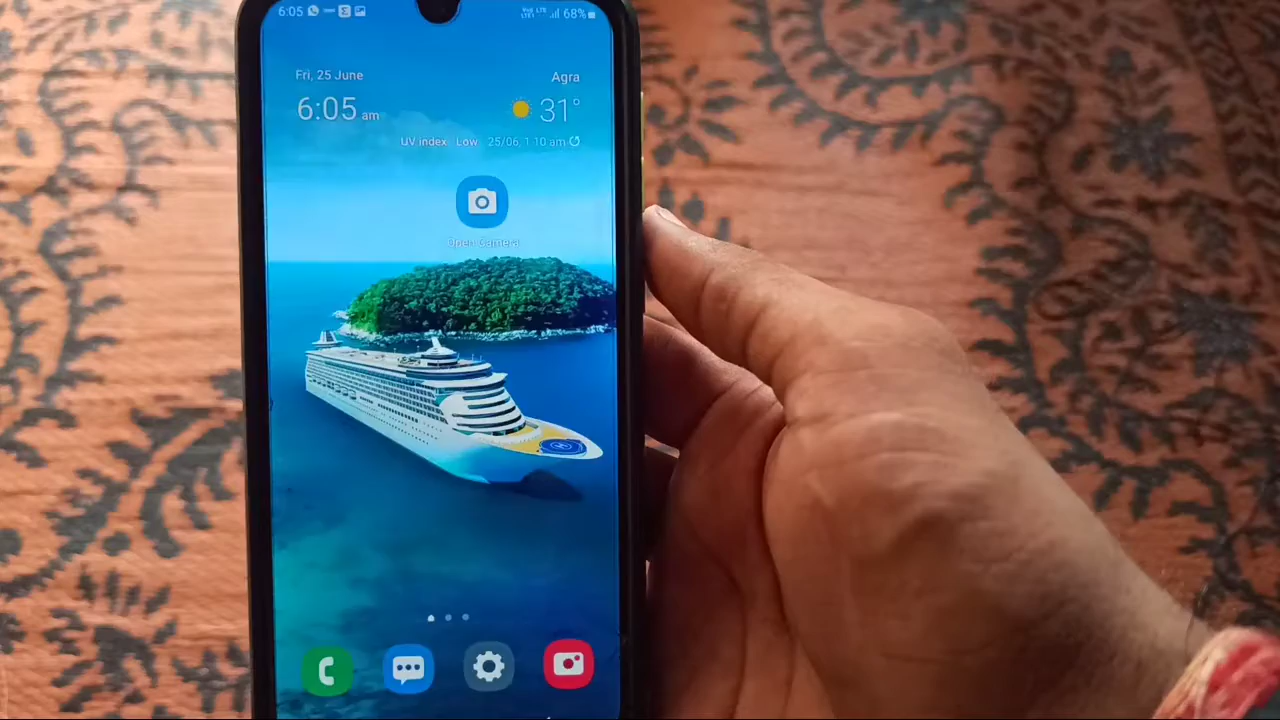 6:05 68%
Fri, 25 June
Agra
6:05 am
31°
UV index Low 25/06, 1:10 am
Open Camera